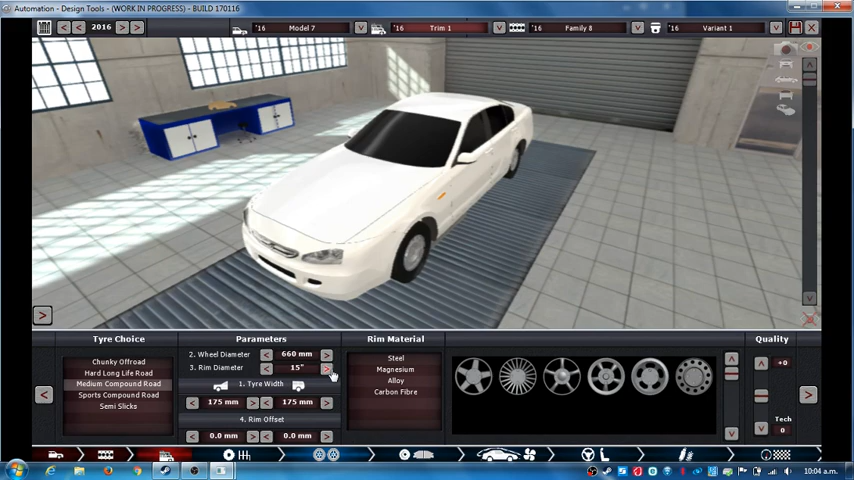 Automation - Design Tools - (WORK IN PROGRESS) - BUILD 170116
2016
'16 Model 7
'16 Trim 1
'16 Family 8
'16 Variant 1
Tyre Choice
Chunky Offroad
Hard Long Life Road
Medium Compound Road
Sports Compound Road
Semi Slicks
Parameters
2. Wheel Diameter < 660 mm >
3. Rim Diameter < 15" >
1. Tyre Width
< 175 mm > < 175 mm >
4. Rim Offset
< 0.0 mm > < 0.0 mm >
Rim Material
Steel
Magnesium
Alloy
Carbon Fibre
Quality
+0
Tech
0
10:04 a.m.